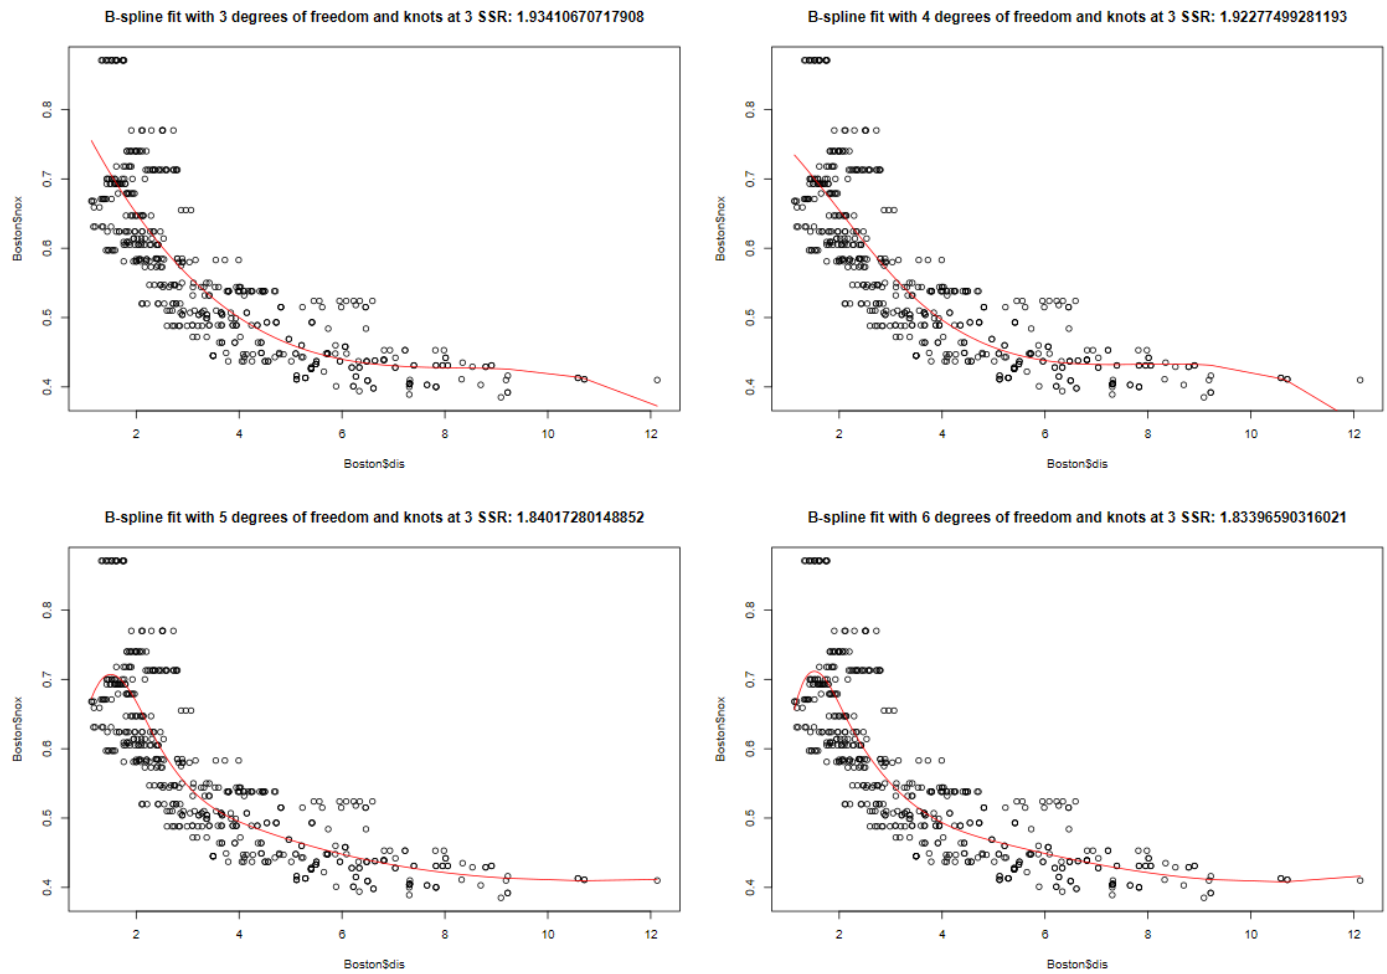 B-spline fit with 3 degrees of freedom and knots at 3 SSR: 1.93410670717908
0.8
0.7
0.6
0.5
0.4
Boston$nox
2 4 6 8 10 12
Boston$dis
B-spline fit with 4 degrees of freedom and knots at 3 SSR: 1.92277499281193
0.8
0.7
0.6
0.5
0.4
Boston$nox
2 4 6 8 10 12
Boston$dis
B-spline fit with 5 degrees of freedom and knots at 3 SSR: 1.84017280148852
0.8
0.7
0.6
0.5
0.4
Boston$nox
2 4 6 8 10 12
Boston$dis
B-spline fit with 6 degrees of freedom and knots at 3 SSR: 1.83396590316021
0.8
0.7
0.6
0.5
0.4
Boston$nox
2 4 6 8 10 12
Boston$dis